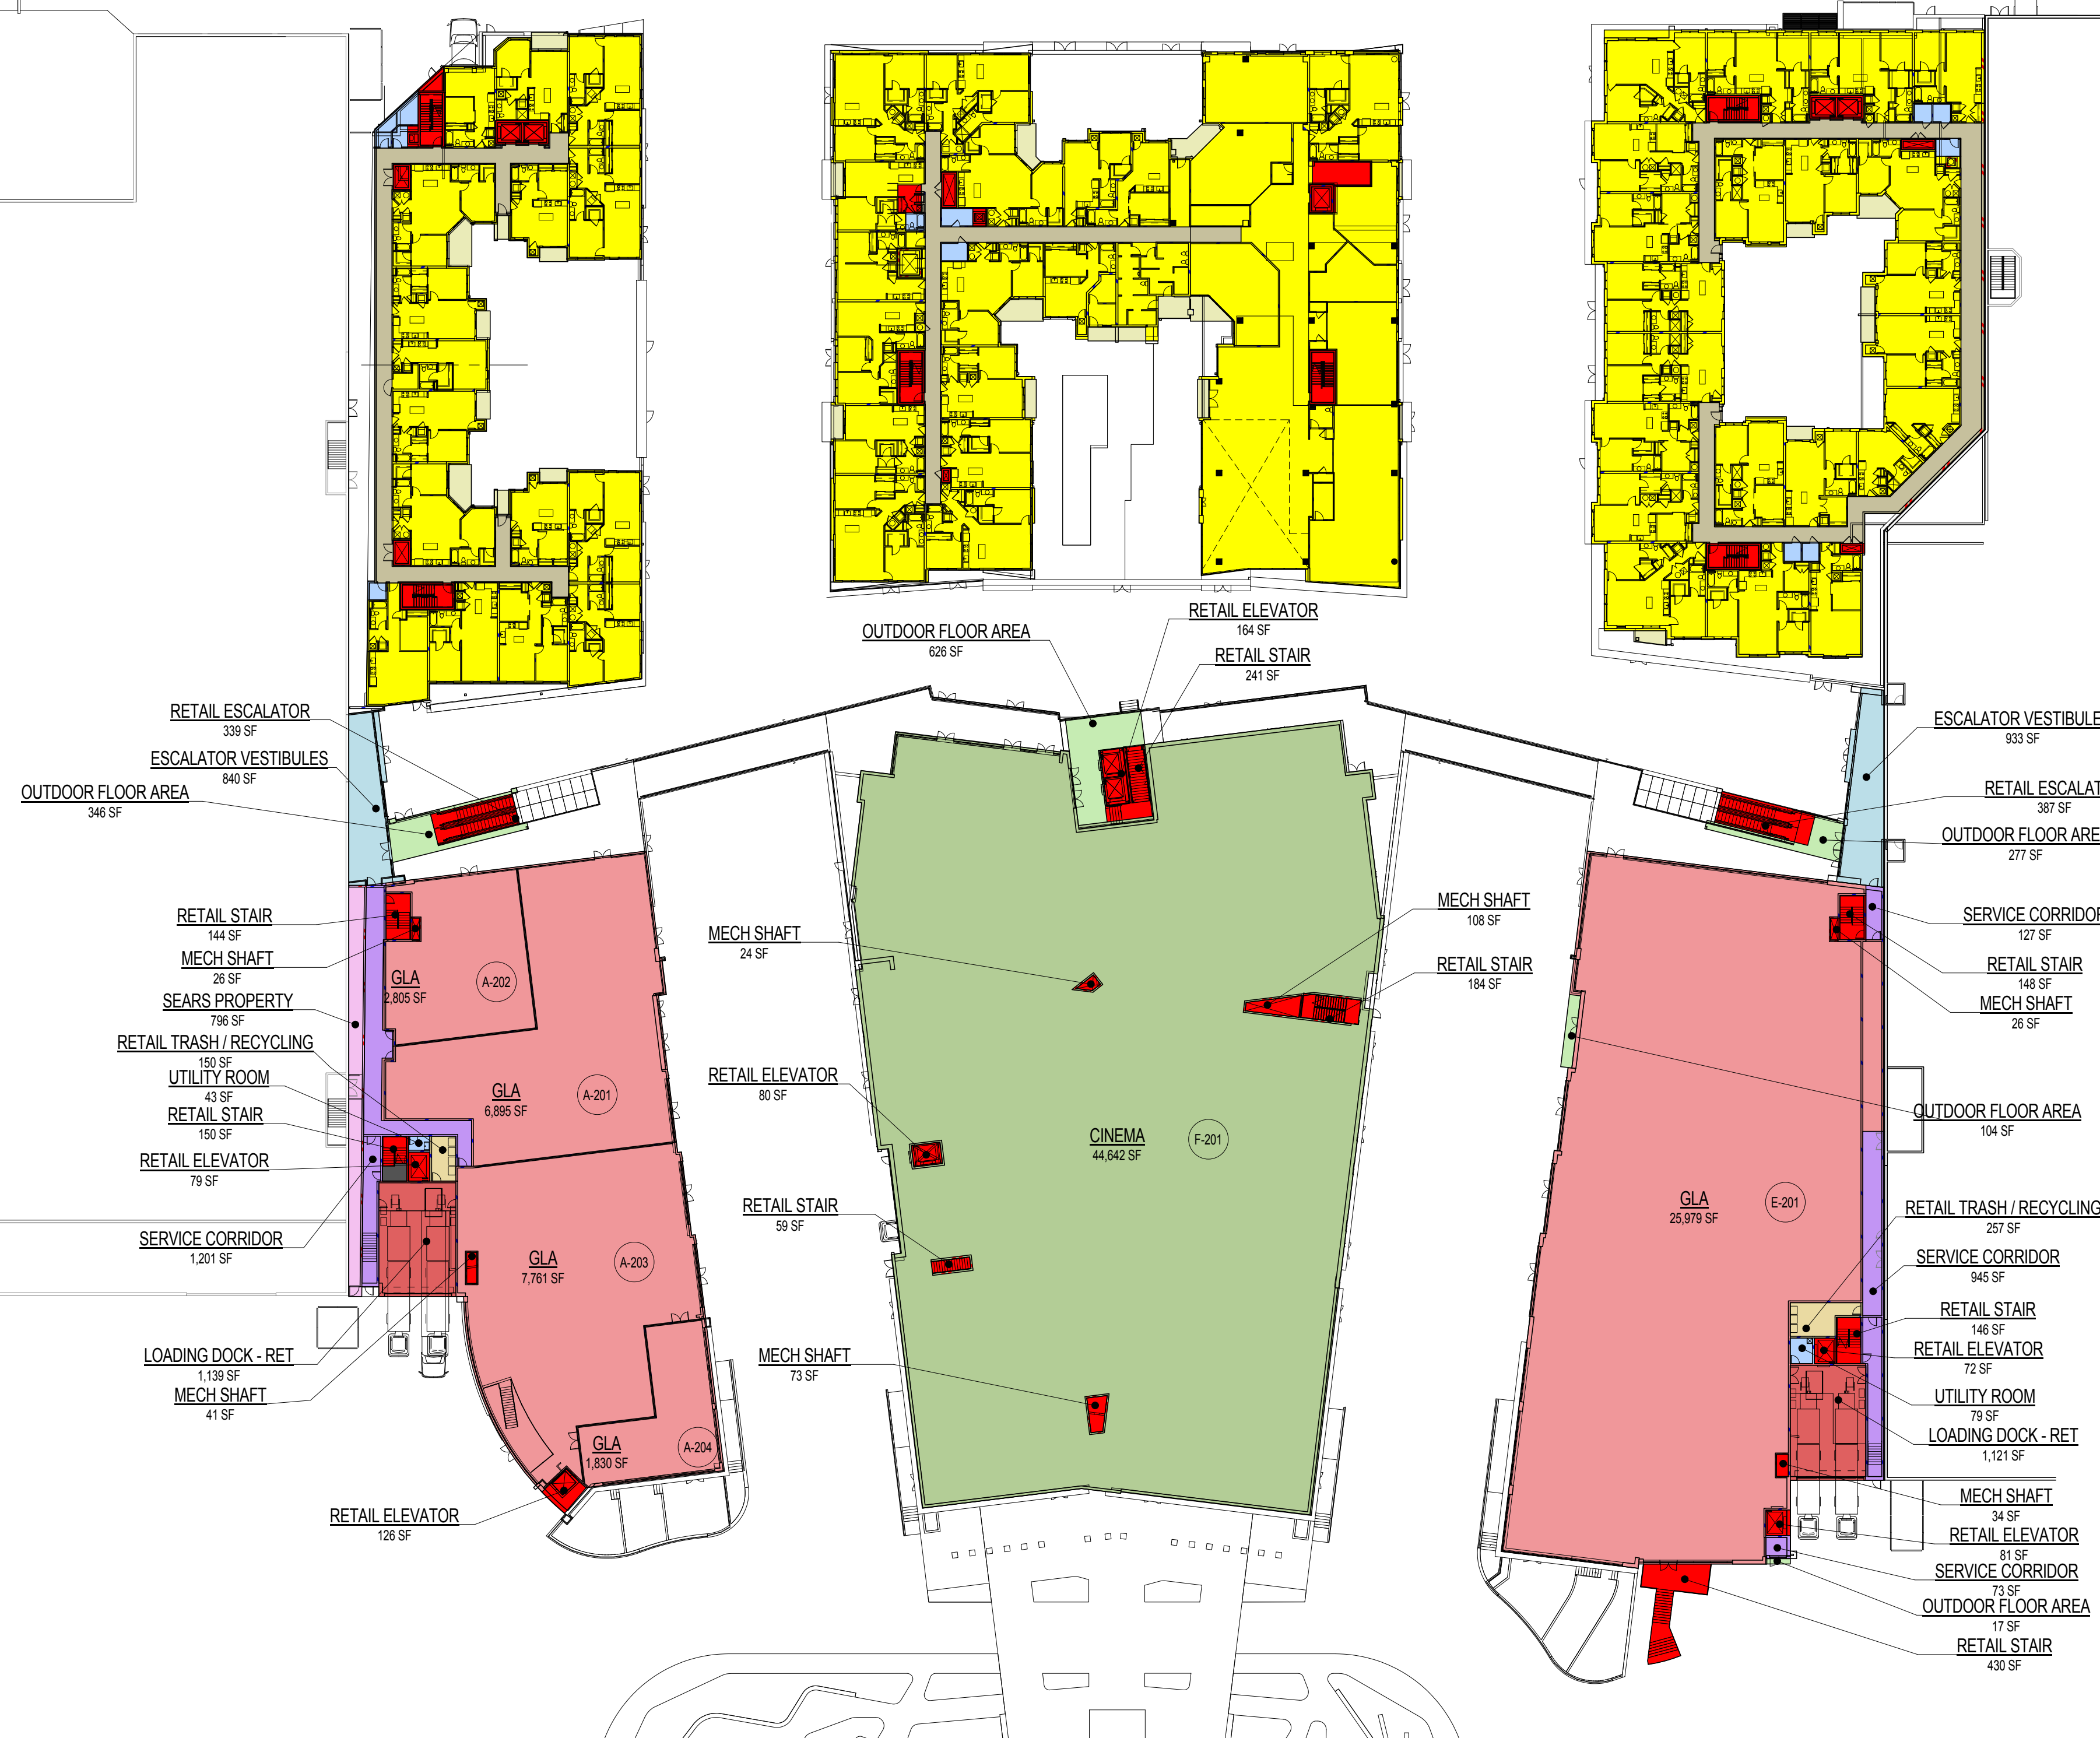 RETAIL ELEVATOR
164 SF
OUTDOOR FLOOR AREA
626 SF
RETAIL STAIR
241 SF
RETAIL ESCALATOR
339 SF
ESCALATOR VESTIBULES
840 SF
OUTDOOR FLOOR AREA
346 SF
RETAIL STAIR
144 SF
MECH SHAFT
26 SF
SEARS PROPERTY
796 SF
RETAIL TRASH / RECYCLING
150 SF
UTILITY ROOM
43 SF
RETAIL STAIR
150 SF
RETAIL ELEVATOR
79 SF
SERVICE CORRIDOR
1,201 SF
LOADING DOCK - RET
1,139 SF
MECH SHAFT
41 SF
RETAIL ELEVATOR
126 SF
GLA
2,805 SF
A-202
GLA
6,895 SF
A-201
GLA
7,761 SF
A-203
GLA
1,830 SF
A-204
MECH SHAFT
24 SF
RETAIL ELEVATOR
80 SF
RETAIL STAIR
59 SF
MECH SHAFT
73 SF
CINEMA
44,642 SF
F-201
MECH SHAFT
108 SF
RETAIL STAIR
184 SF
GLA
25,979 SF
E-201
ESCALATOR VESTIBULE
933 SF
RETAIL ESCALAT
387 SF
OUTDOOR FLOOR ARE
277 SF
SERVICE CORRIDOR
127 SF
RETAIL STAIR
148 SF
MECH SHAFT
26 SF
OUTDOOR FLOOR AREA
104 SF
RETAIL TRASH / RECYCLING
257 SF
SERVICE CORRIDOR
945 SF
RETAIL STAIR
146 SF
RETAIL ELEVATOR
72 SF
UTILITY ROOM
79 SF
LOADING DOCK - RET
1,121 SF
MECH SHAFT
34 SF
RETAIL ELEVATOR
81 SF
SERVICE CORRIDOR
73 SF
OUTDOOR FLOOR AREA
17 SF
RETAIL STAIR
430 SF